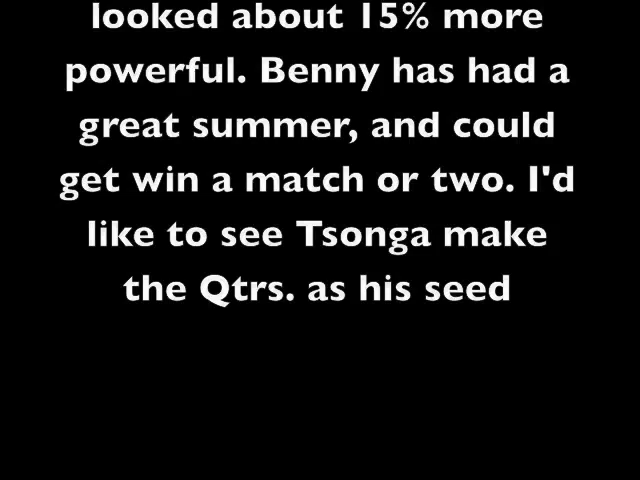 looked about 15% more
powerful. Benny has had a
great summer, and could
get win a match or two. I'd
like to see Tsonga make
the Qtrs. as his seed